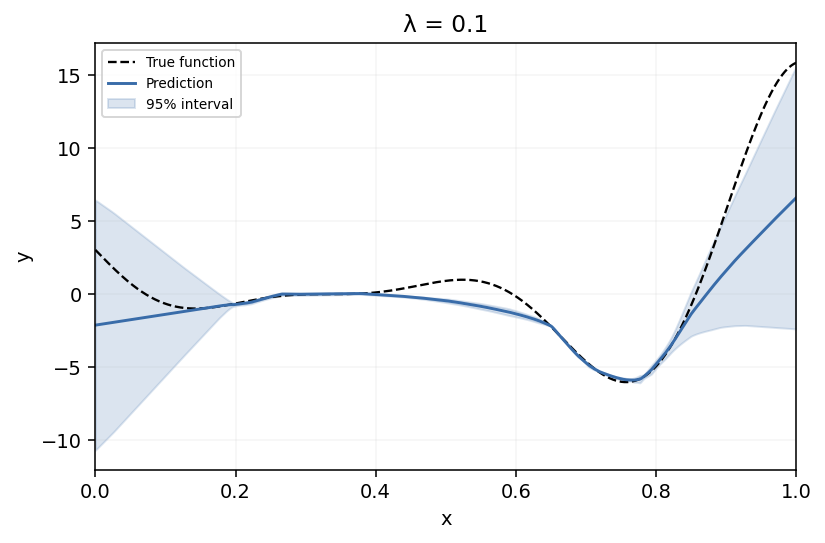 λ = 0.1
True function
Prediction
95% interval
y
15
10
5
0
−5
−10
0.0 0.2 0.4 0.6 0.8 1.0
x